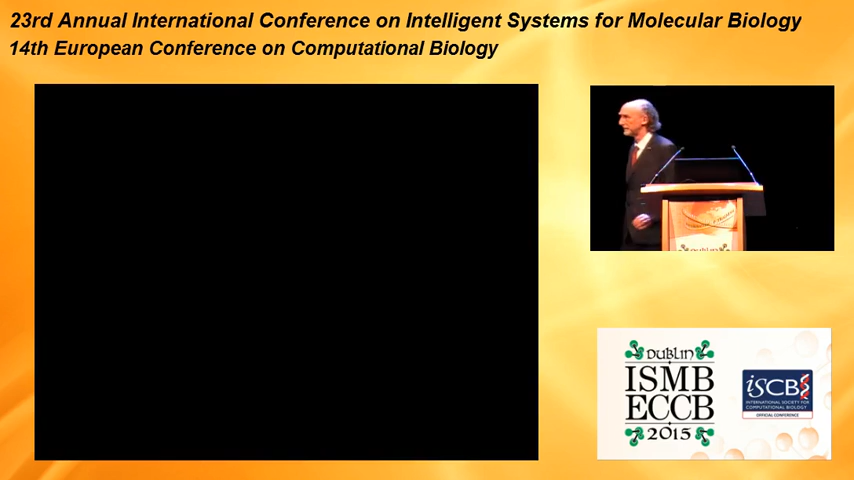 23rd Annual International Conference on Intelligent Systems for Molecular Biology
14th European Conference on Computational Biology
DUBLIN
DUBLIN
ISMB
ECCB
2015
iSCB
INTERNATIONAL SOCIETY FOR
COMPUTATIONAL BIOLOGY
OFFICIAL CONFERENCE